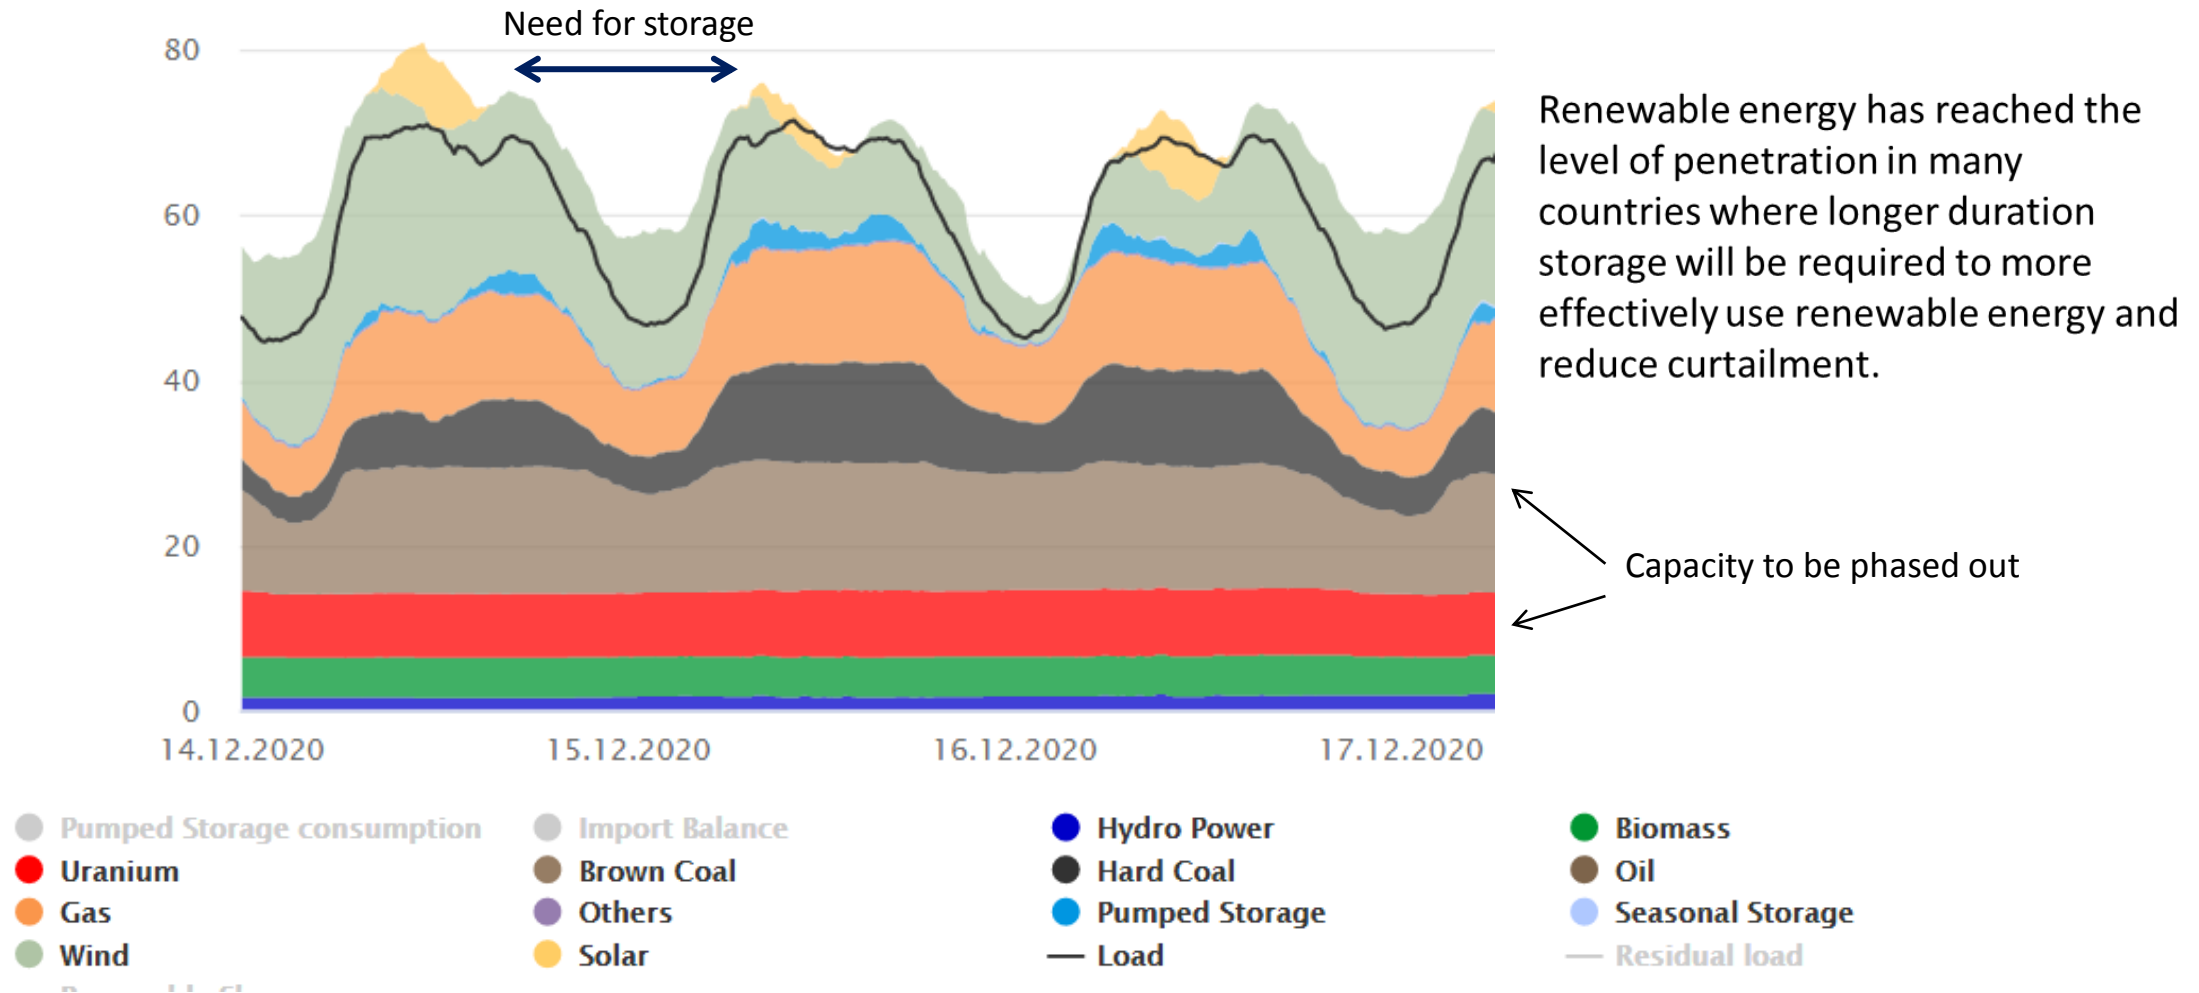 Need for storage
80
60
40
20
0
14.12.2020
15.12.2020
16.12.2020
17.12.2020
Renewable energy has reached the
level of penetration in many
countries where longer duration
storage will be required to more
effectively use renewable energy and
reduce curtailment.
Capacity to be phased out
Pumped Storage consumption
Import Balance
Hydro Power
Biomass
Uranium
Brown Coal
Hard Coal
Oil
Gas
Others
Pumped Storage
Seasonal Storage
Wind
Solar
Load
Residual load